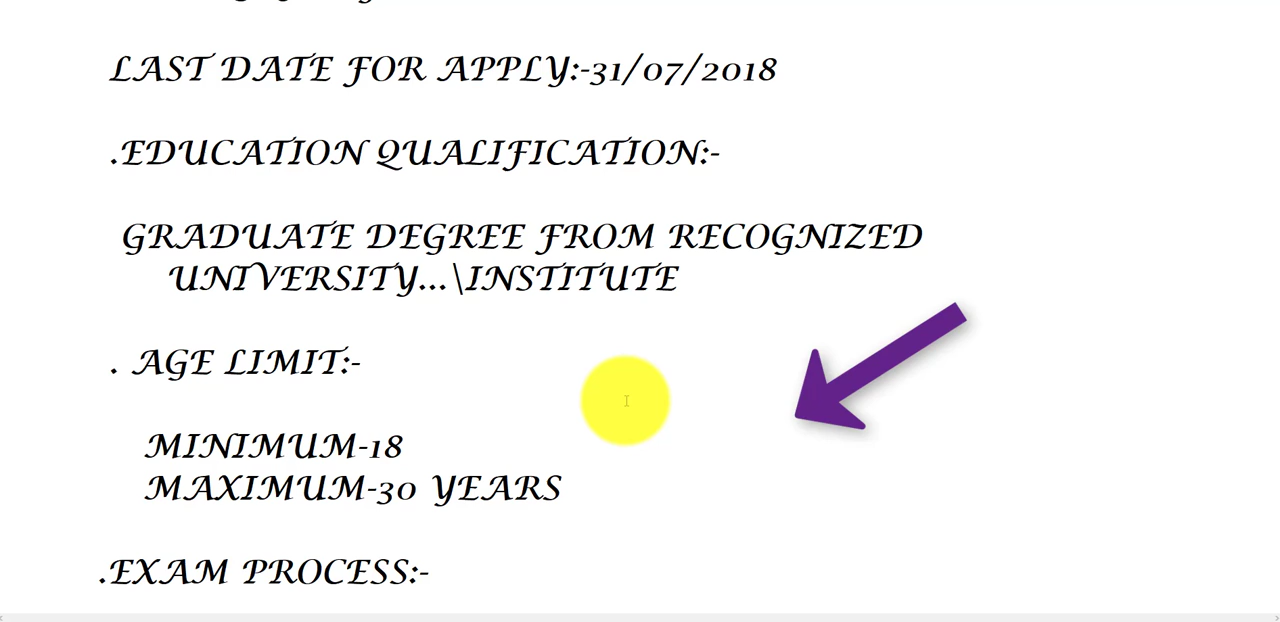 LAST DATE FOR APPLY:-31/07/2018
.EDUCATION QUALIFICATION:-
GRADUATE DEGREE FROM RECOGNIZED
UNIVERSITY...\INSTITUTE
. AGE LIMIT:-
MINIMUM-18
MAXIMUM-30 YEARS
.EXAM PROCESS:-